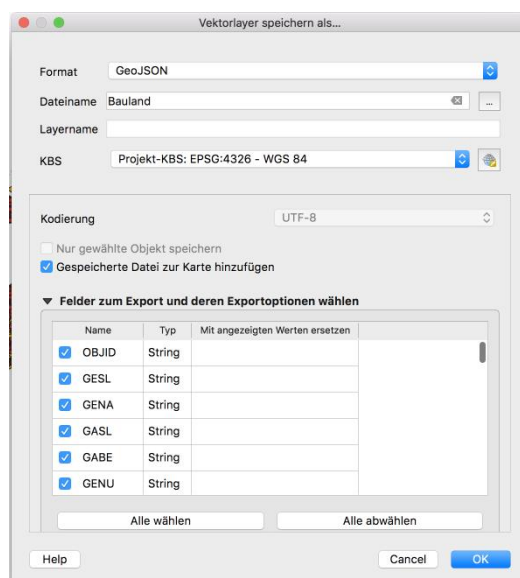 Vektorlayer speichern als...
Format GeoJSON
Dateiname Bauland ...
Layername
KBS Projekt-KBS: EPSG:4326 - WGS 84
Kodierung UTF-8
Nur gewählte Objekt speichern
Gespeicherte Datei zur Karte hinzufügen
Felder zum Export und deren Exportoptionen wählen
Name Typ Mit angezeigten Werten ersetzen
OBJID String
GESL String
GENA String
GASL String
GABE String
GENU String
Alle wählen Alle abwählen
Help Cancel OK